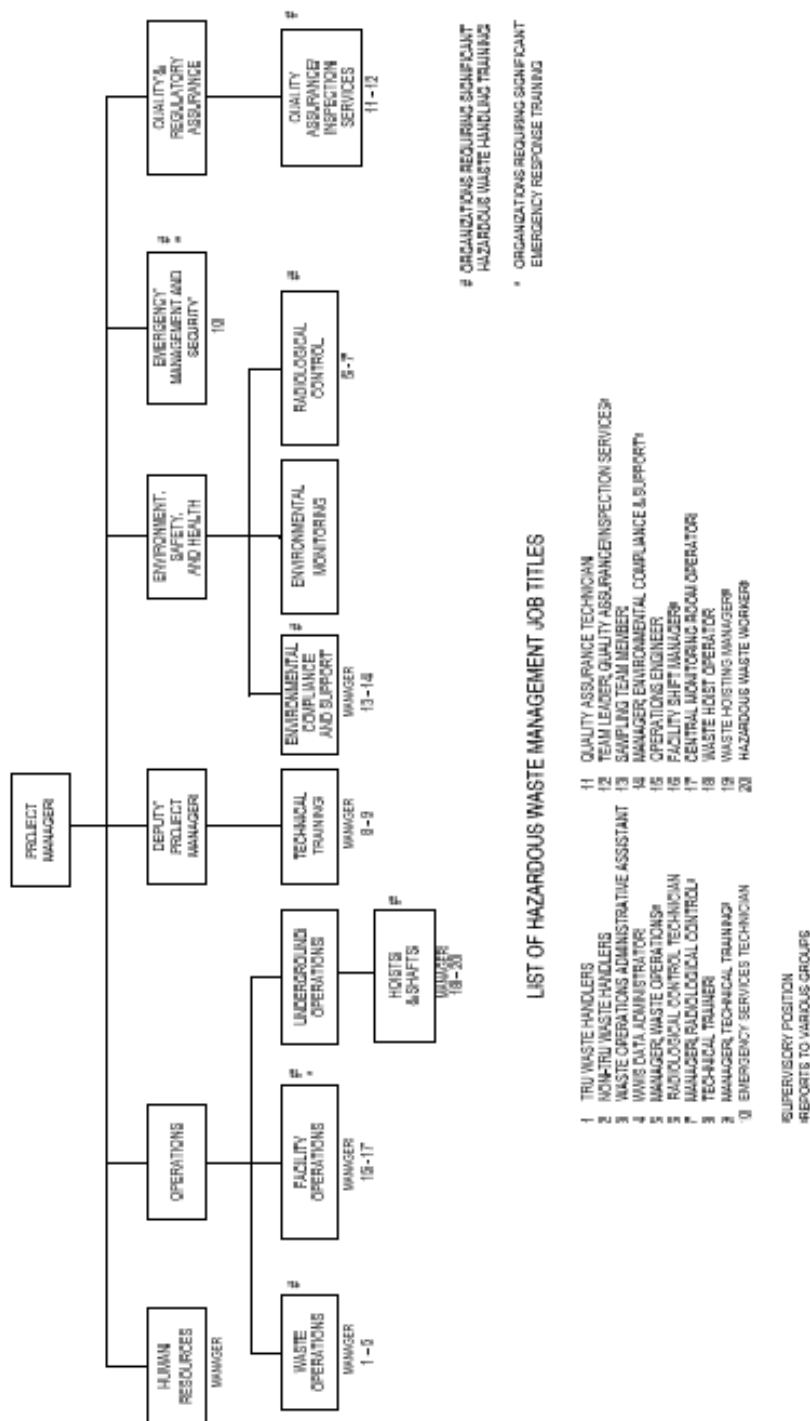 PROJECT
MANAGER
HUMAN
RESOURCES
MANAGER
OPERATIONS
DEPUTY
PROJECT
MANAGER
ENVIRONMENT,
SAFETY,
AND HEALTH
EMERGENCY
MANAGEMENT AND
SECURITY
10
# *
QUALITY &
REGULATORY
ASSURANCE
WASTE
OPERATIONS
MANAGER
1-5
#
FACILITY
OPERATIONS
MANAGER
15-17
# *
UNDERGROUND
OPERATIONS
HOISTS
& SHAFTS
MANAGER
18-20
#
TECHNICAL
TRAINING
MANAGER
8-9
ENVIRONMENTAL
COMPLIANCE
AND SUPPORT
MANAGER
13-14
#
ENVIRONMENTAL
MONITORING
RADIOLOGICAL
CONTROL
6-7
#
QUALITY
ASSURANCE/
INSPECTION
SERVICES
11-12
#
# ORGANIZATIONS REQUIRING SIGNIFICANT
HAZARDOUS WASTE HANDLING TRAINING
* ORGANIZATIONS REQUIRING SIGNIFICANT
EMERGENCY RESPONSE TRAINING
LIST OF HAZARDOUS WASTE MANAGEMENT JOB TITLES
1 TRU WASTE HANDLERS
2 NON-TRU WASTE HANDLERS
3 WASTE OPERATIONS ADMINISTRATIVE ASSISTANT
4 WWIS DATA ADMINISTRATOR
5 MANAGER, WASTE OPERATIONS
6 RADIOLOGICAL CONTROL TECHNICIAN
7 MANAGER, RADIOLOGICAL CONTROL
8 TECHNICAL TRAINER
9 MANAGER, TECHNICAL TRAINING
10 EMERGENCY SERVICES TECHNICIAN
11 QUALITY ASSURANCE TECHNICIAN
12 TEAM LEADER, QUALITY ASSURANCE/INSPECTION SERVICES
13 SAMPLING TEAM MEMBER
14 MANAGER, ENVIRONMENTAL COMPLIANCE & SUPPORT
15 OPERATIONS ENGINEER
16 FACILITY SHIFT MANAGER
17 CENTRAL MONITORING ROOM OPERATOR
18 WASTE HOIST OPERATOR
19 WASTE HOISTING MANAGER
20 HAZARDOUS WASTE WORKER
SUPERVISORY POSITION
REPORTS TO VARIOUS GROUPS